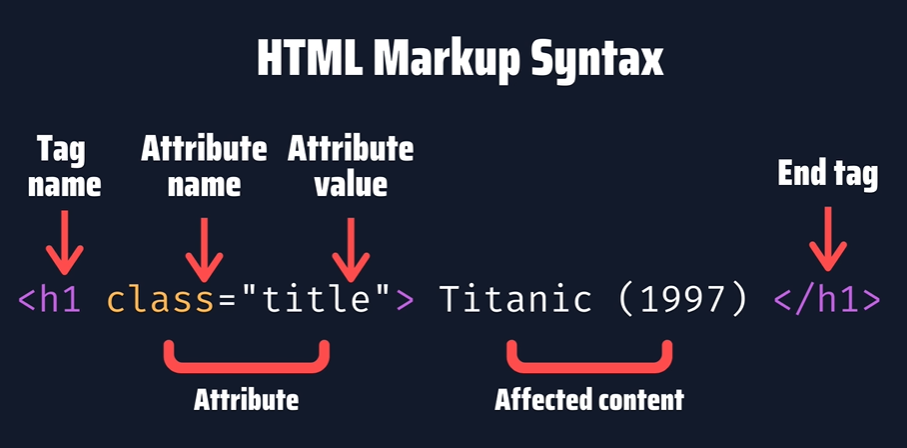 HTML Markup Syntax
Tag name
Attribute name
Attribute value
End tag
<h1 class="title"> Titanic (1997) </h1>
Attribute
Affected content